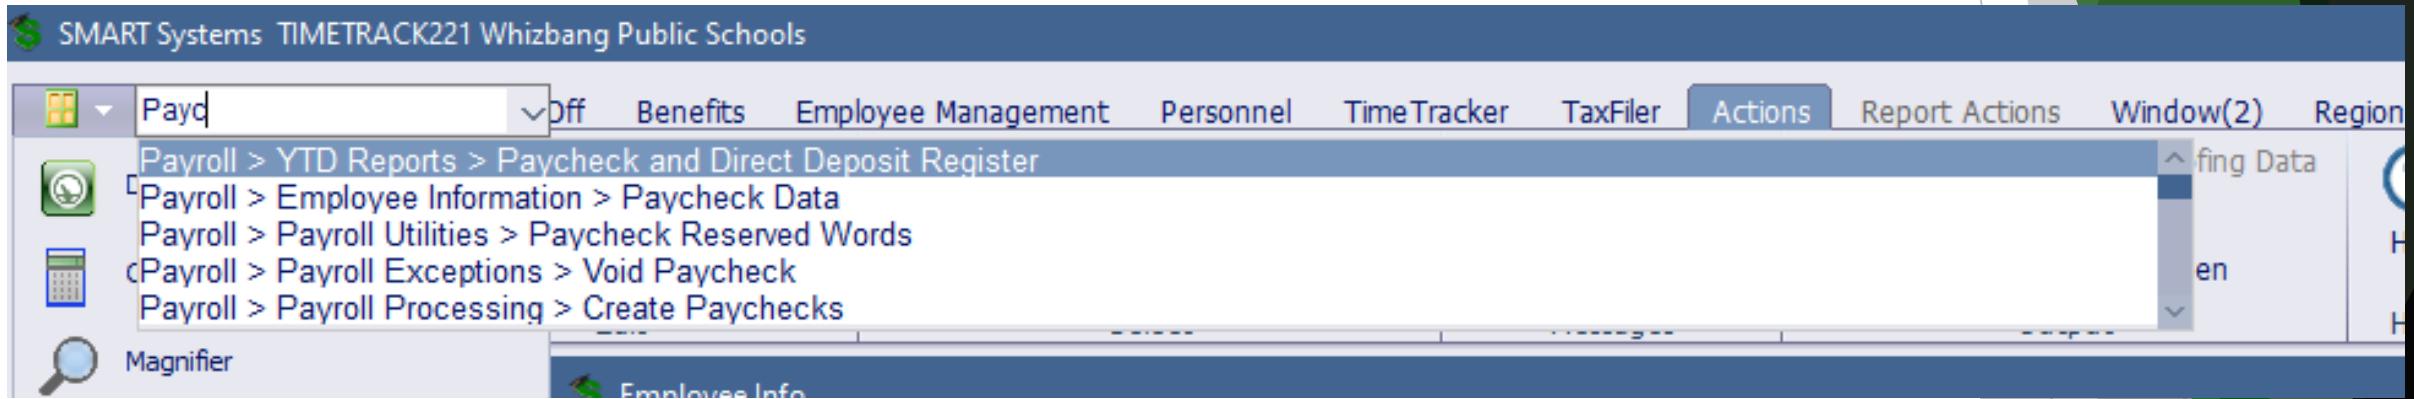 SMART Systems TIMETRACK221 Whizbang Public Schools
Payc Off Benefits Employee Management Personnel TimeTracker TaxFiler Actions Report Actions Window(2) Region
Payroll > YTD Reports > Paycheck and Direct Deposit Register
fing Data
Payroll > Employee Information > Paycheck Data
Payroll > Payroll Utilities > Paycheck Reserved Words
Payroll > Payroll Exceptions > Void Paycheck
en
Payroll > Payroll Processing > Create Paychecks
Magnifier
Employee Info